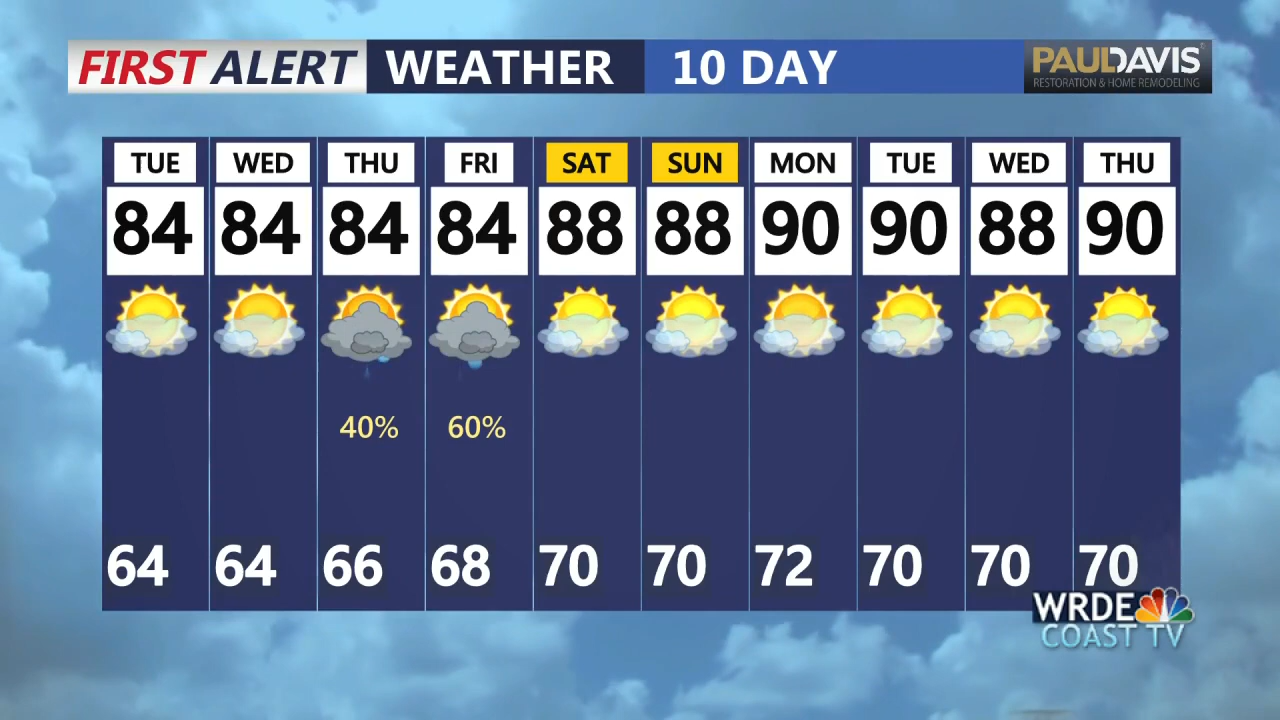 FIRST ALERT WEATHER 10 DAY
PAUL DAVIS®
RESTORATION & HOME REMODELING
TUE WED THU FRI SAT SUN MON TUE WED THU
84 84 84 84 88 88 90 90 88 90
40% 60%
64 64 66 68 70 70 72 70 70 70
WRDE
COAST TV